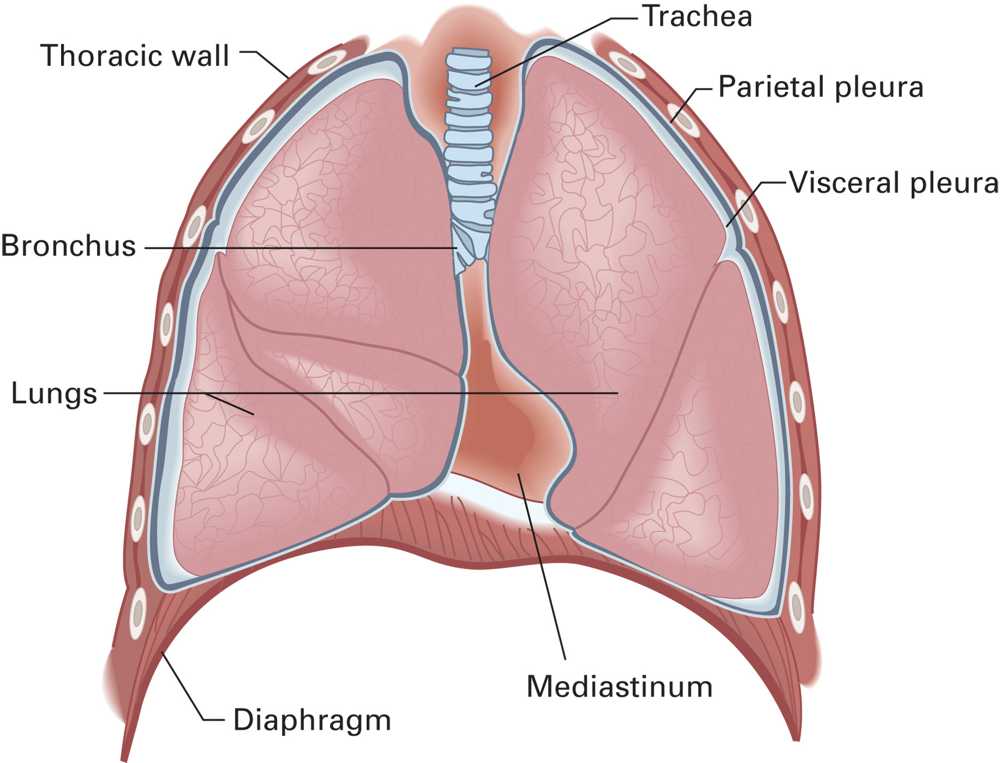 Trachea
Thoracic wall
Parietal pleura
Visceral pleura
Bronchus
Lungs
Mediastinum
Diaphragm